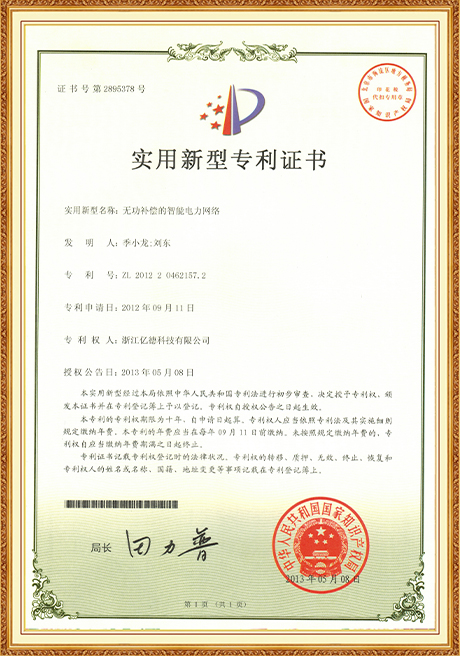 证书号第2895378号
实用新型专利证书
实用新型名称：无功补偿的智能电力网络
发 明 人：季小龙;刘东
专 利 号：ZL 2012 2 0462157.2
专利申请日：2012年09月11日
专 利 权 人：浙江亿德科技有限公司
授权公告日：2013年05月08日
本实用新型经过本局依照中华人民共和国专利法进行初步审查，决定授予专利权，颁
发本证书并在专利登记簿上予以登记。专利权自授权公告之日起生效。
本专利的专利权期限为十年，自申请日起算。专利权人应当依照专利法及其实施细则
规定缴纳年费。本专利的年费应当在每年09月11日前缴纳。未按照规定缴纳年费的，专
利权自应当缴纳年费期满之日起终止。
专利证书记载专利权登记时的法律状况。专利权的转移、质押、无效、终止、恢复和
专利权人的姓名或名称、国籍、地址变更等事项记载在专利登记簿上。
局长
田力普
中华人民共和国国家知识产权局
2013年05月08日
第1页（共1页）